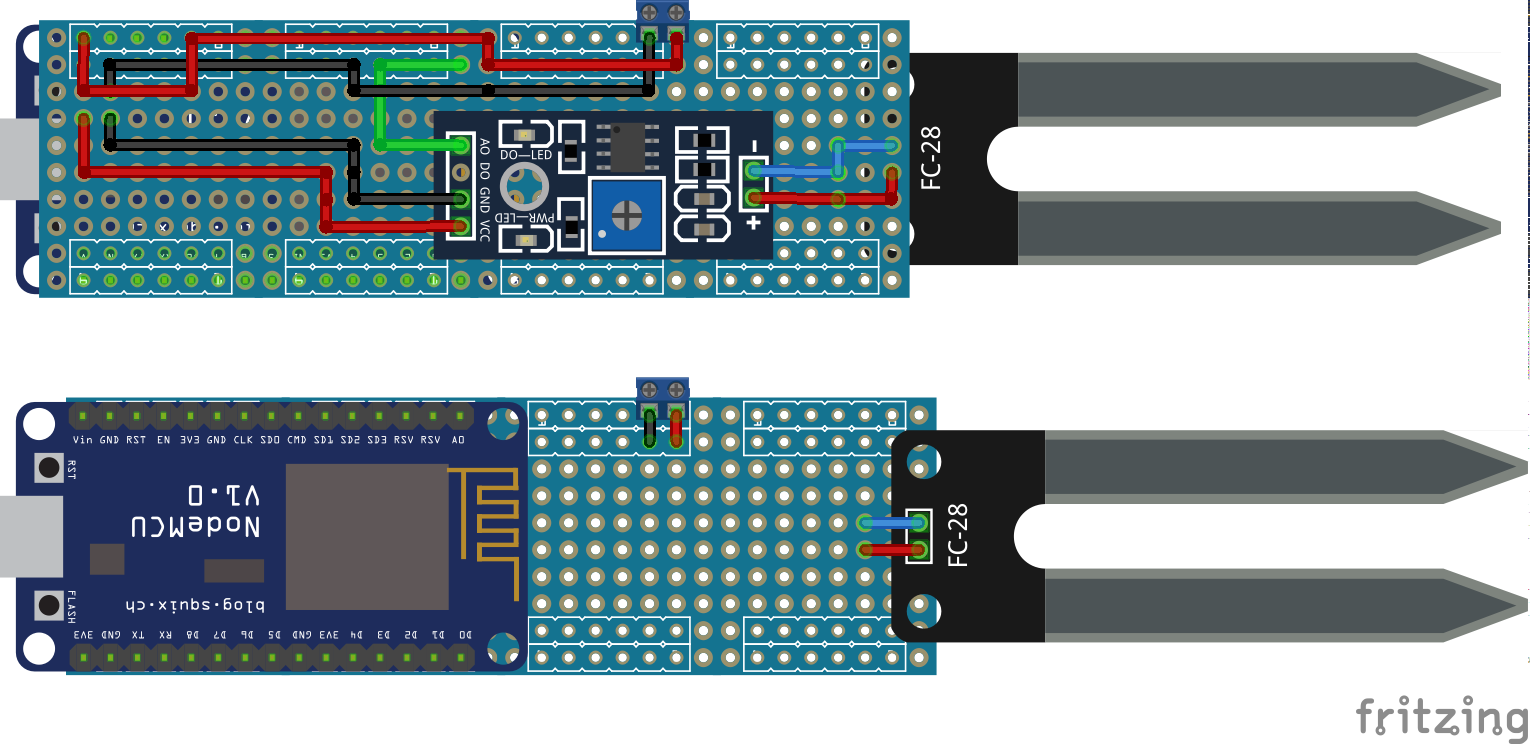 AO DO GND VCC
DO—LED
PWR—LED
-
+
FC-28
Vin GND RST EN 3V3 GND CLK SD0 CMD SD1 SD2 SD3 RSV RSV A0
RST
V1.0
NodeMCU
FLASH
blog.squix.ch
3V3 GND TX RX D8 D7 D6 D5 GND 3V3 D4 D3 D2 D1 D0
FC-28
fritzing